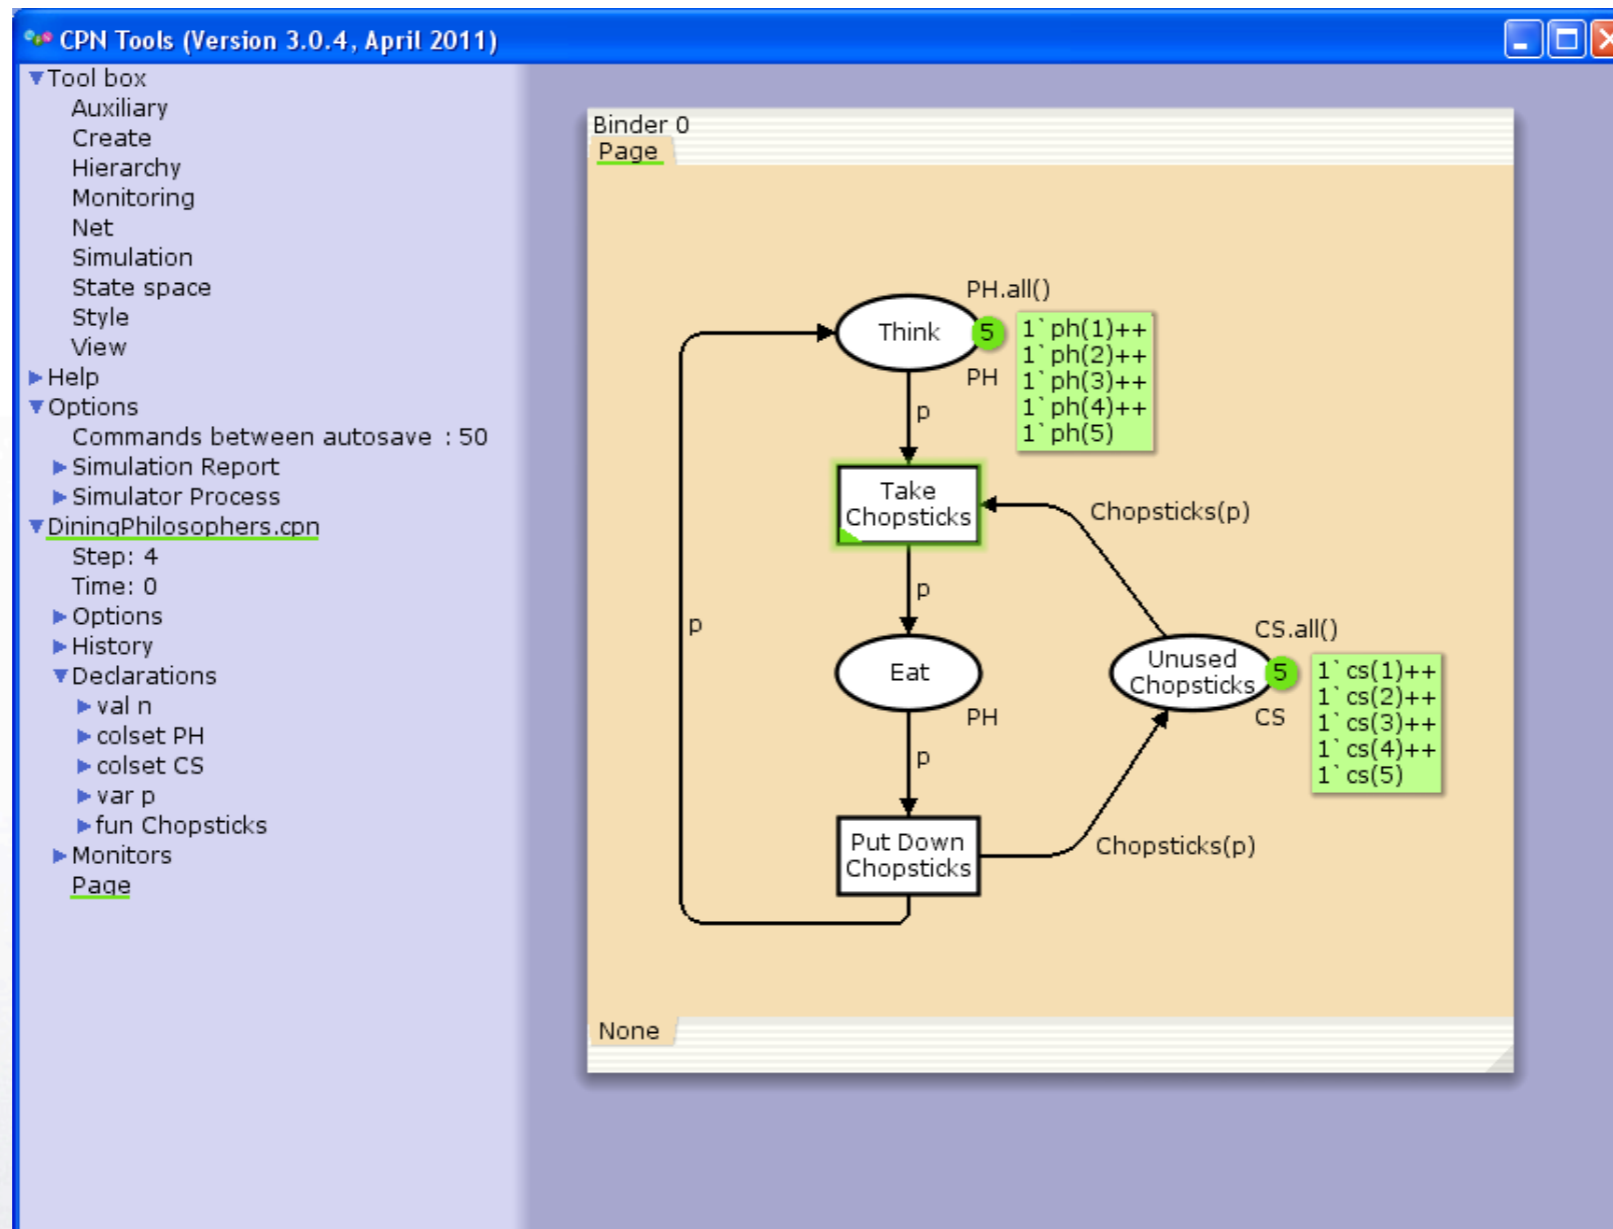 CPN Tools (Version 3.0.4, April 2011)
Tool box
Auxiliary
Create
Hierarchy
Monitoring
Net
Simulation
State space
Style
View
Help
Options
Commands between autosave : 50
Simulation Report
Simulator Process
DiningPhilosophers.cpn
Step: 4
Time: 0
Options
History
Declarations
val n
colset PH
colset CS
var p
fun Chopsticks
Monitors
Page
Binder 0
Page
PH.all()
Think
5
PH
1`ph(1)++
1`ph(2)++
1`ph(3)++
1`ph(4)++
1`ph(5)
p
Take
Chopsticks
Chopsticks(p)
p
p
Eat
PH
CS.all()
Unused
Chopsticks
5
CS
1`cs(1)++
1`cs(2)++
1`cs(3)++
1`cs(4)++
1`cs(5)
p
Put Down
Chopsticks
Chopsticks(p)
None